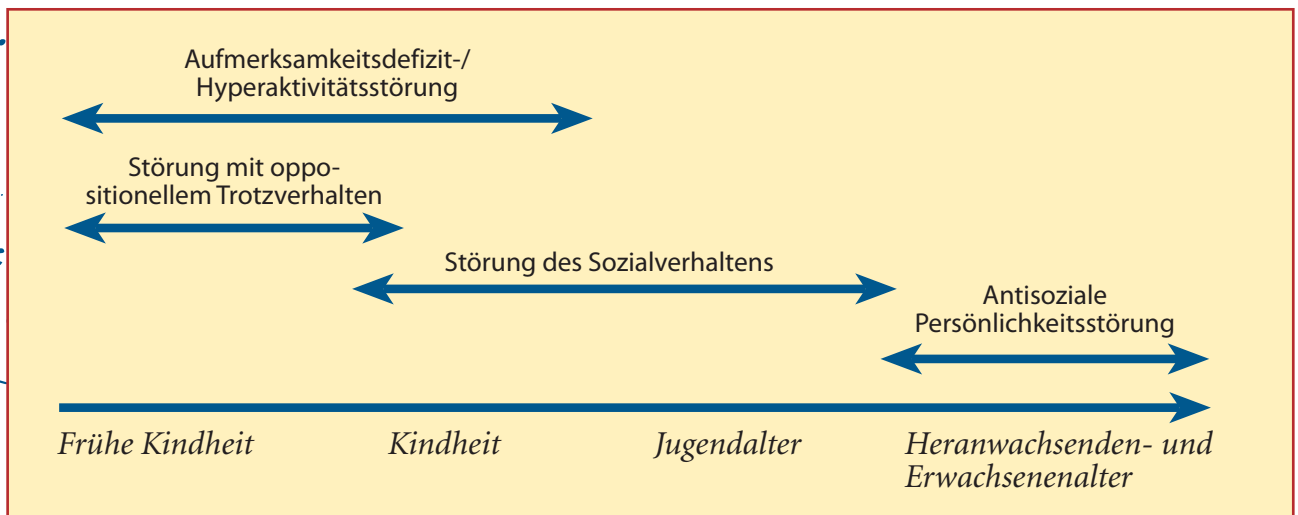 Aufmerksamkeitsdefizit-/
Hyperaktivitätsstörung
Störung mit oppo-
sitionellem Trotzverhalten
Störung des Sozialverhaltens
Antisoziale
Persönlichkeitsstörung
Frühe Kindheit
Kindheit
Jugendalter
Heranwachsenden- und
Erwachsenenalter